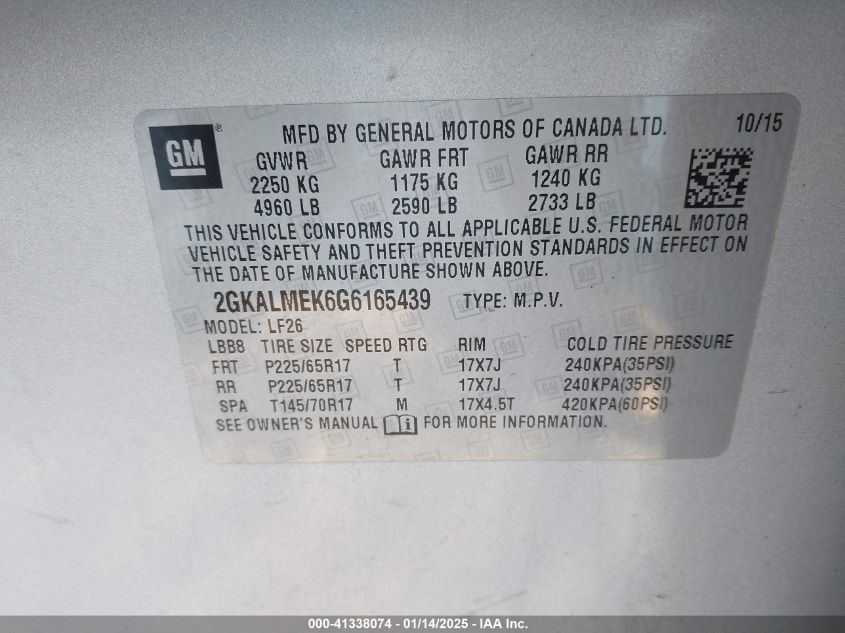 GM®
MFD BY GENERAL MOTORS OF CANADA LTD. 10/15
GVWR GAWR FRT GAWR RR
2250 KG 1175 KG 1240 KG
4960 LB 2590 LB 2733 LB
THIS VEHICLE CONFORMS TO ALL APPLICABLE U.S. FEDERAL MOTOR
VEHICLE SAFETY AND THEFT PREVENTION STANDARDS IN EFFECT ON
THE DATE OF MANUFACTURE SHOWN ABOVE.
2GKALMEK6G6165439 TYPE: M.P.V.
MODEL: LF26
LBB8 TIRE SIZE SPEED RTG RIM COLD TIRE PRESSURE
FRT P225/65R17 T 17X7J 240KPA(35PSI)
RR P225/65R17 T 17X7J 240KPA(35PSI)
SPA T145/70R17 M 17X4.5T 420KPA(60PSI)
SEE OWNER'S MANUAL FOR MORE INFORMATION.
000-41338074 - 01/14/2025 - IAA Inc.